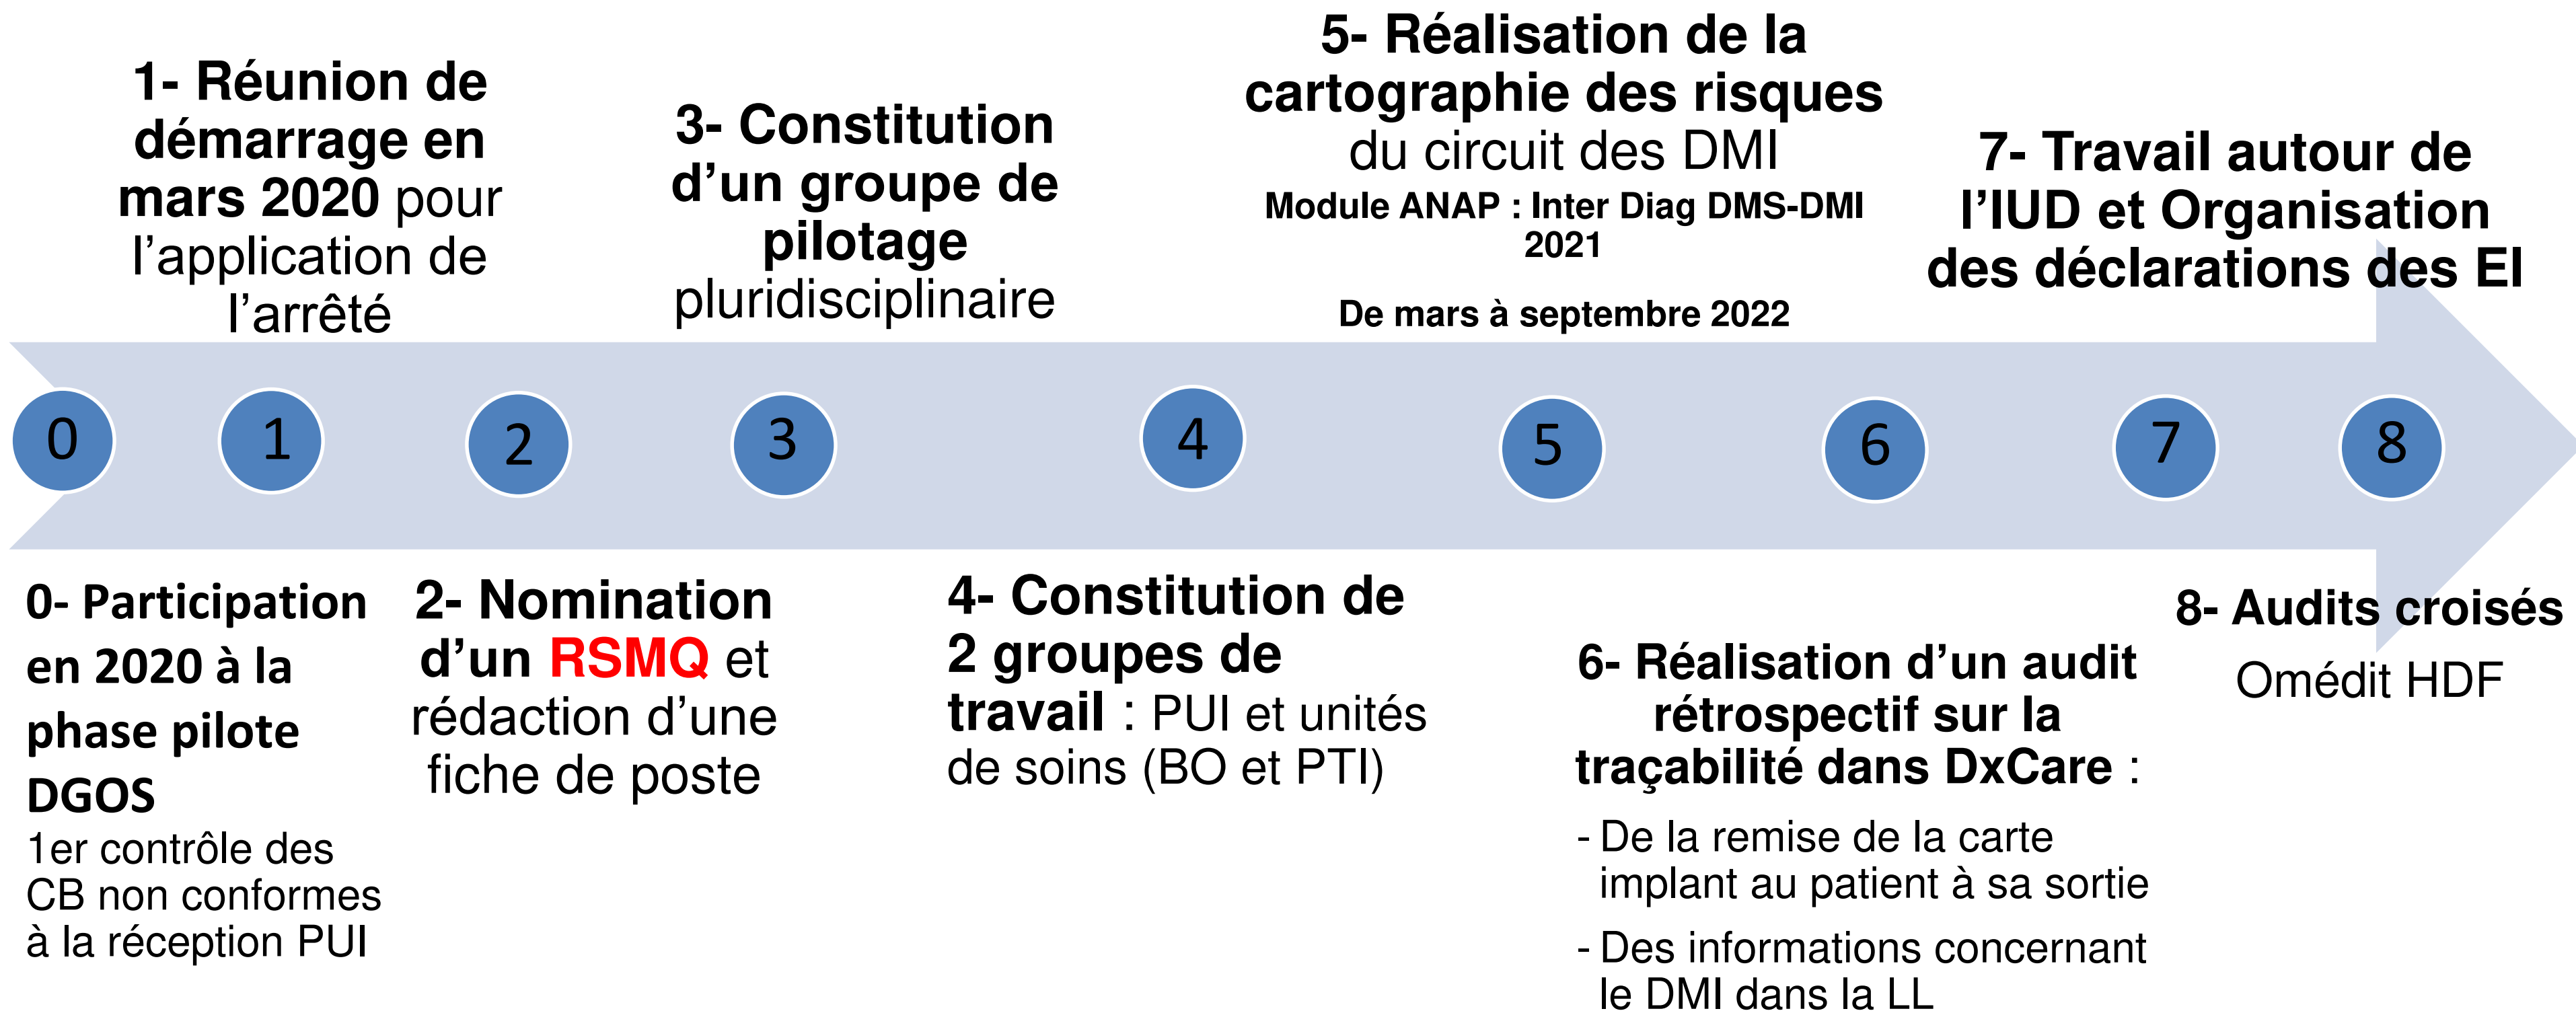 1- Réunion de
démarrage en
mars 2020 pour
l’application de
l’arrêté
3- Constitution
d’un groupe de
pilotage
pluridisciplinaire
5- Réalisation de la
cartographie des risques
du circuit des DMI
Module ANAP : Inter Diag DMS-DMI
2021
De mars à septembre 2022
7- Travail autour de
l’IUD et Organisation
des déclarations des EI
0
1
2
3
4
5
6
7
8
0- Participation
en 2020 à la
phase pilote
DGOS
1er contrôle des
CB non conformes
à la réception PUI
2- Nomination
d’un RSMQ et
rédaction d’une
fiche de poste
4- Constitution de
2 groupes de
travail : PUI et unités
de soins (BO et PTI)
6- Réalisation d’un audit
rétrospectif sur la
traçabilité dans DxCare :
- De la remise de la carte
implant au patient à sa sortie
- Des informations concernant
le DMI dans la LL
8- Audits croisés
Omédit HDF